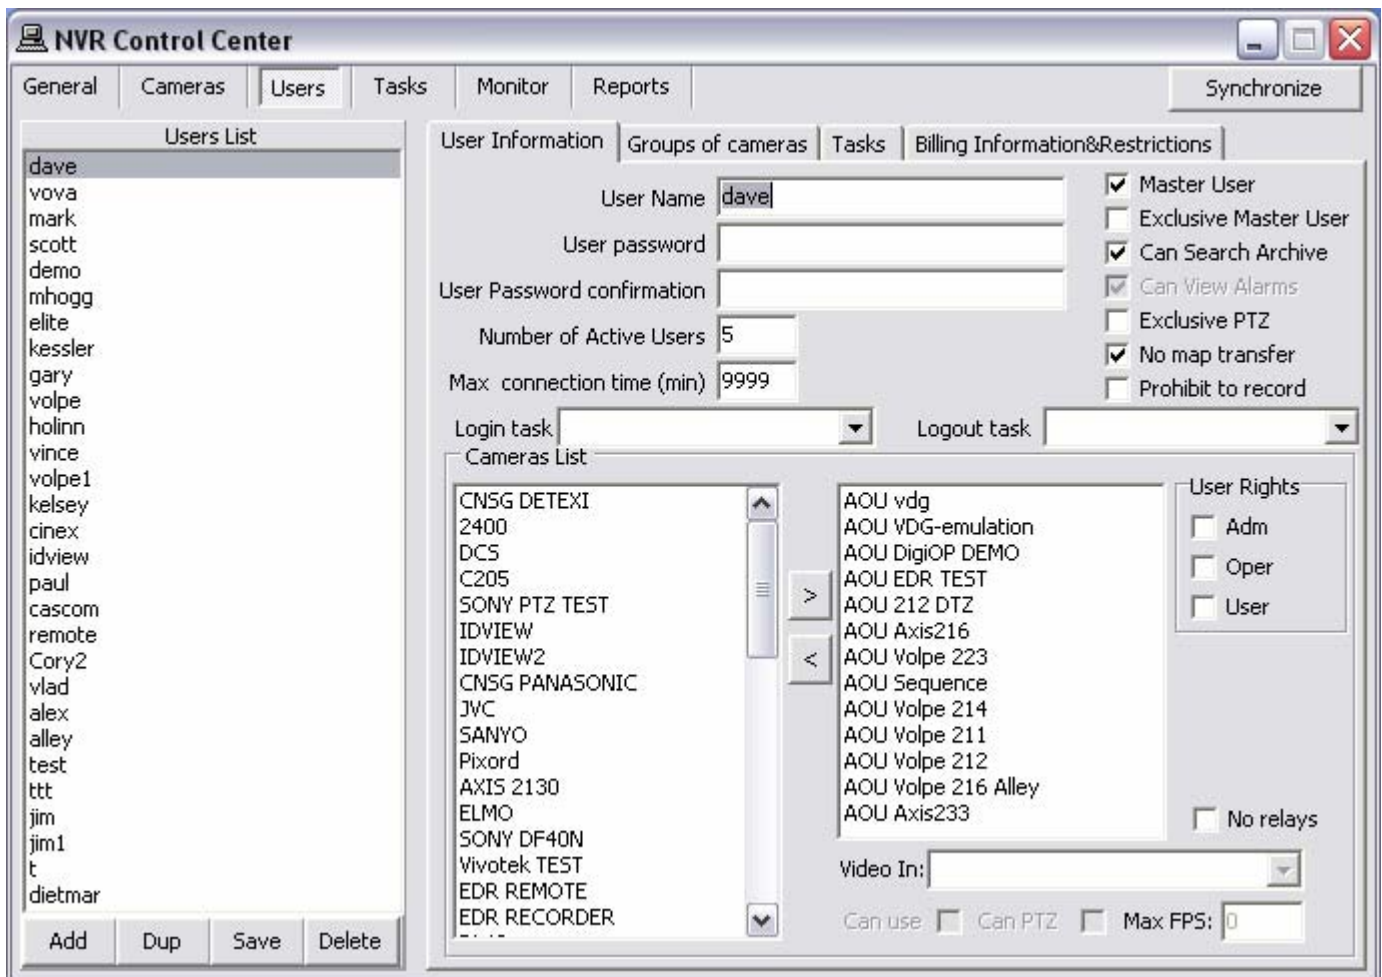 NVR Control Center
General Cameras Users Tasks Monitor Reports Synchronize
Users List
dave
vova
mark
scott
demo
mhogg
elite
kessler
gary
volpe
holinn
vince
volpe1
kelsey
cinex
idview
paul
cascom
remote
Cory2
vlad
alex
alley
test
ttt
jim
jim1
t
dietmar
Add Dup Save Delete
User Information Groups of cameras Tasks Billing Information&Restrictions
User Name dave
User password
User Password confirmation
Number of Active Users 5
Max connection time (min) 9999
Master User
Exclusive Master User
Can Search Archive
Can View Alarms
Exclusive PTZ
No map transfer
Prohibit to record
Login task Logout task
Cameras List
CNSG DETEXI
2400
DCS
C205
SONY PTZ TEST
IDVIEW
IDVIEW2
CNSG PANASONIC
JVC
SANYO
Pixord
AXIS 2130
ELMO
SONY DF40N
Vivotek TEST
EDR REMOTE
EDR RECORDER
>
<
AOU vdg
AOU VDG-emulation
AOU DigiOP DEMO
AOU EDR TEST
AOU 212 DTZ
AOU Axis216
AOU Volpe 223
AOU Sequence
AOU Volpe 214
AOU Volpe 211
AOU Volpe 212
AOU Volpe 216 Alley
AOU Axis233
User Rights
Adm
Oper
User
No relays
Video In:
Can use Can PTZ Max FPS: 0